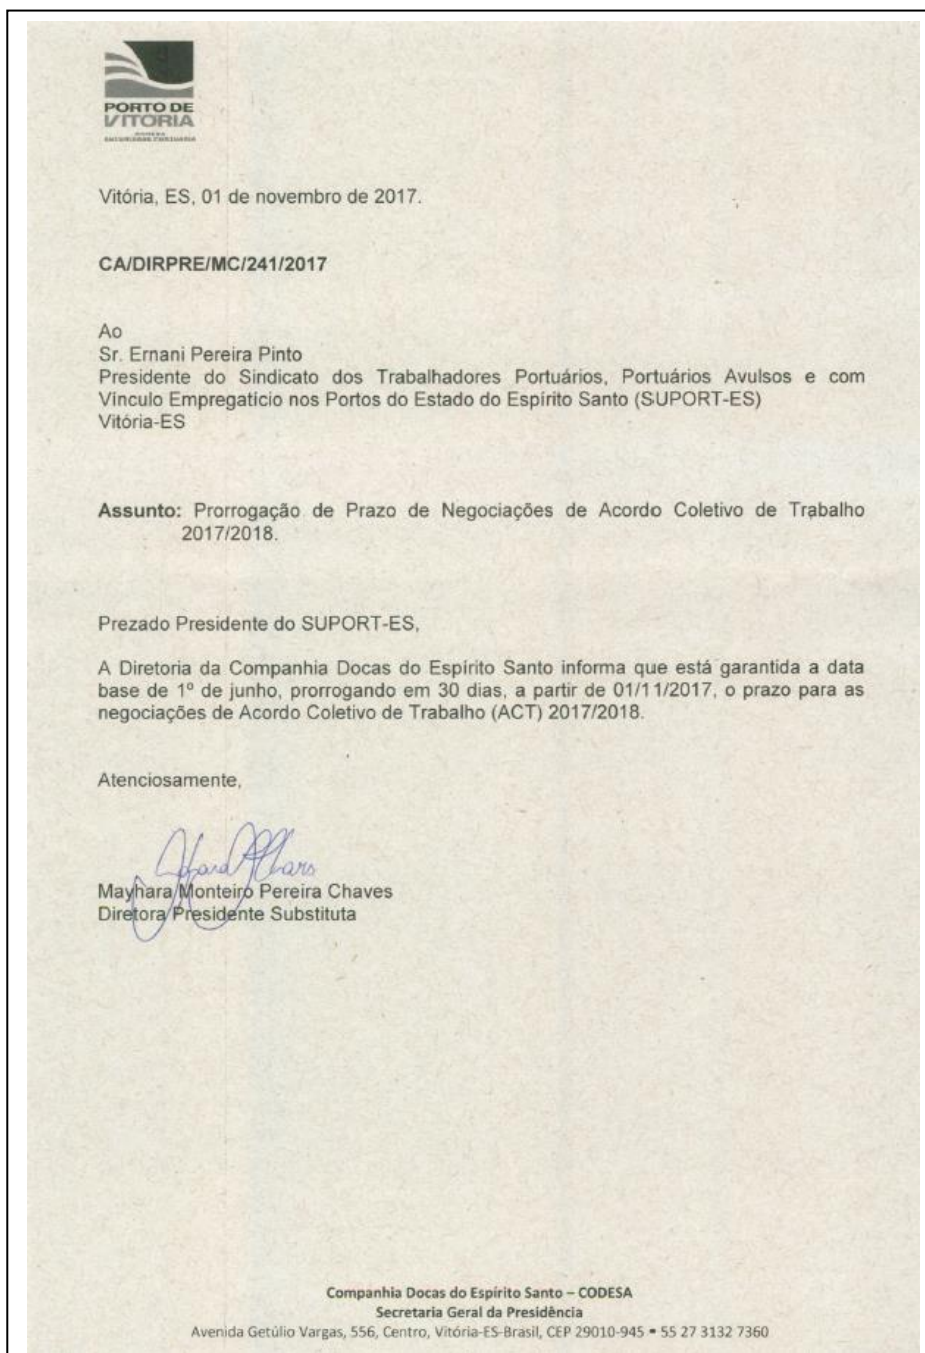 PORTO DE
VITORIA
Vitória, ES, 01 de novembro de 2017.
CA/DIRPRE/MC/241/2017
Ao
Sr. Ernani Pereira Pinto
Presidente do Sindicato dos Trabalhadores Portuários, Portuários Avulsos e com
Vínculo Empregatício nos Portos do Estado do Espírito Santo (SUPORT-ES)
Vitória-ES
Assunto: Prorrogação de Prazo de Negociações de Acordo Coletivo de Trabalho
2017/2018.
Prezado Presidente do SUPORT-ES,
A Diretoria da Companhia Docas do Espírito Santo informa que está garantida a data
base de 1º de junho, prorrogando em 30 dias, a partir de 01/11/2017, o prazo para as
negociações de Acordo Coletivo de Trabalho (ACT) 2017/2018.
Atenciosamente,
Mayhara Monteiro Pereira Chaves
Diretora Presidente Substituta
Companhia Docas do Espírito Santo – CODESA
Secretaria Geral da Presidência
Avenida Getúlio Vargas, 556, Centro, Vitória-ES-Brasil, CEP 29010-945 • 55 27 3132 7360